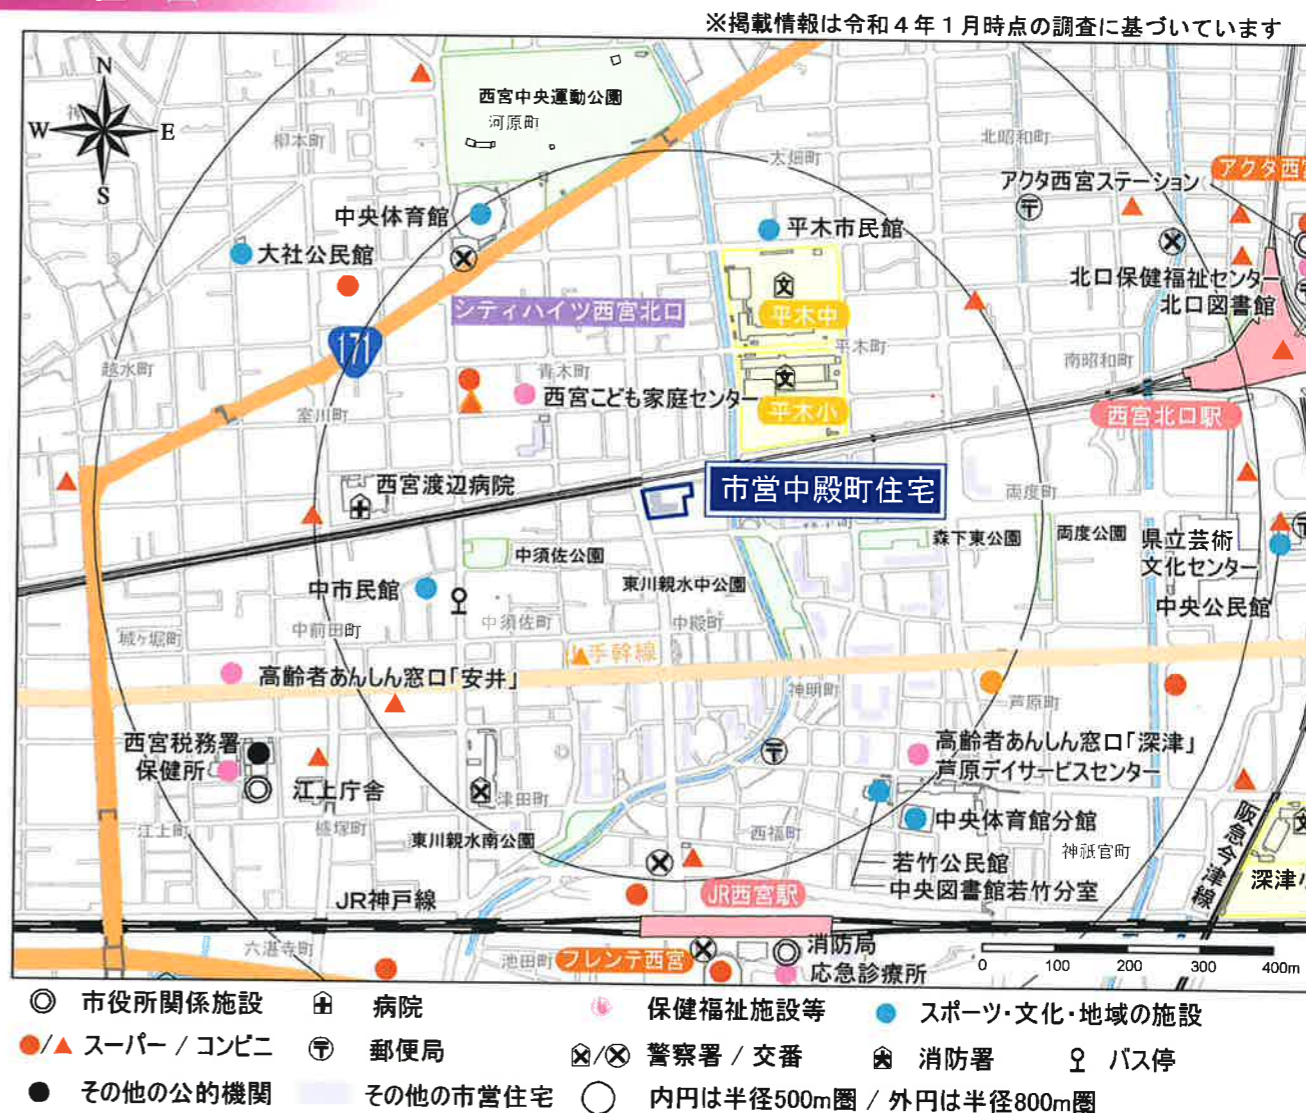 ※掲載情報は令和４年１月時点の調査に基づいています
N
W
E
S
西宮中央運動公園
河原町
柳本町
北昭和町
太畑町
アクタ西宮ステーション
アクタ西宮
中央体育館
平木市民館
大社公民館
北口保健福祉センター
北口図書館
シティハイツ西宮北口
平木中
171
平木町
南昭和町
越水町
青木町
西宮こども家庭センター
室川町
平木小
西宮北口駅
西宮渡辺病院
市営中殿町住宅
両度町
中須佐公園
森下東公園
両度公園
県立芸術
文化センター
中市民館
東川親水中公園
中央公民館
城ヶ堀町
中前田町
中須佐町
中殿町
手幹線
高齢者あんしん窓口「安井」
神明町
芦原町
西宮税務署
保健所
高齢者あんしん窓口「深津」
芦原デイサービスセンター
江上庁舎
津田町
江上町
櫨塚町
東川親水南公園
西福町
中央体育館分館
神祇官町
阪急今津線
若竹公民館
中央図書館若竹分室
深津小
JR神戸線
JR西宮駅
六湛寺町
池田町
フレンテ西宮
消防局
応急診療所
0 100 200 300 400m
市役所関係施設
病院
保健福祉施設等
スポーツ・文化・地域の施設
スーパー / コンビニ
郵便局
警察署 / 交番
消防署
バス停
その他の公的機関
その他の市営住宅
内円は半径500m圏 / 外円は半径800m圏